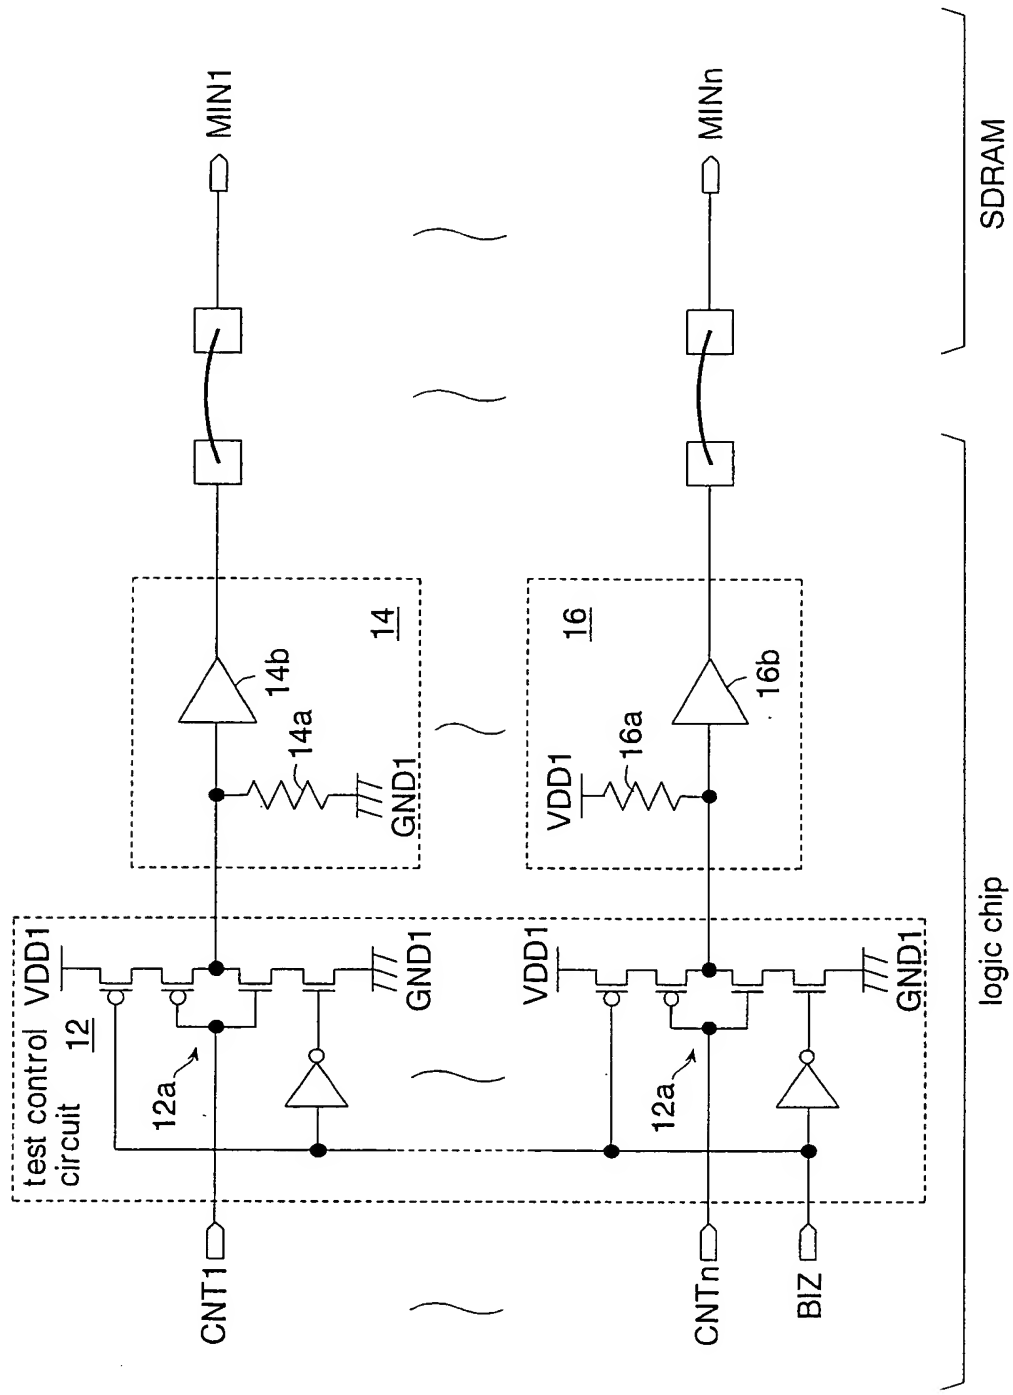 test control
circuit
12
VDD1
12a
GND1
CNT1
14
14a
14b
GND1
MIN1
VDD1
12a
GND1
CNTn
BIZ
VDD1
16
16a
16b
MINn
logic chip
SDRAM